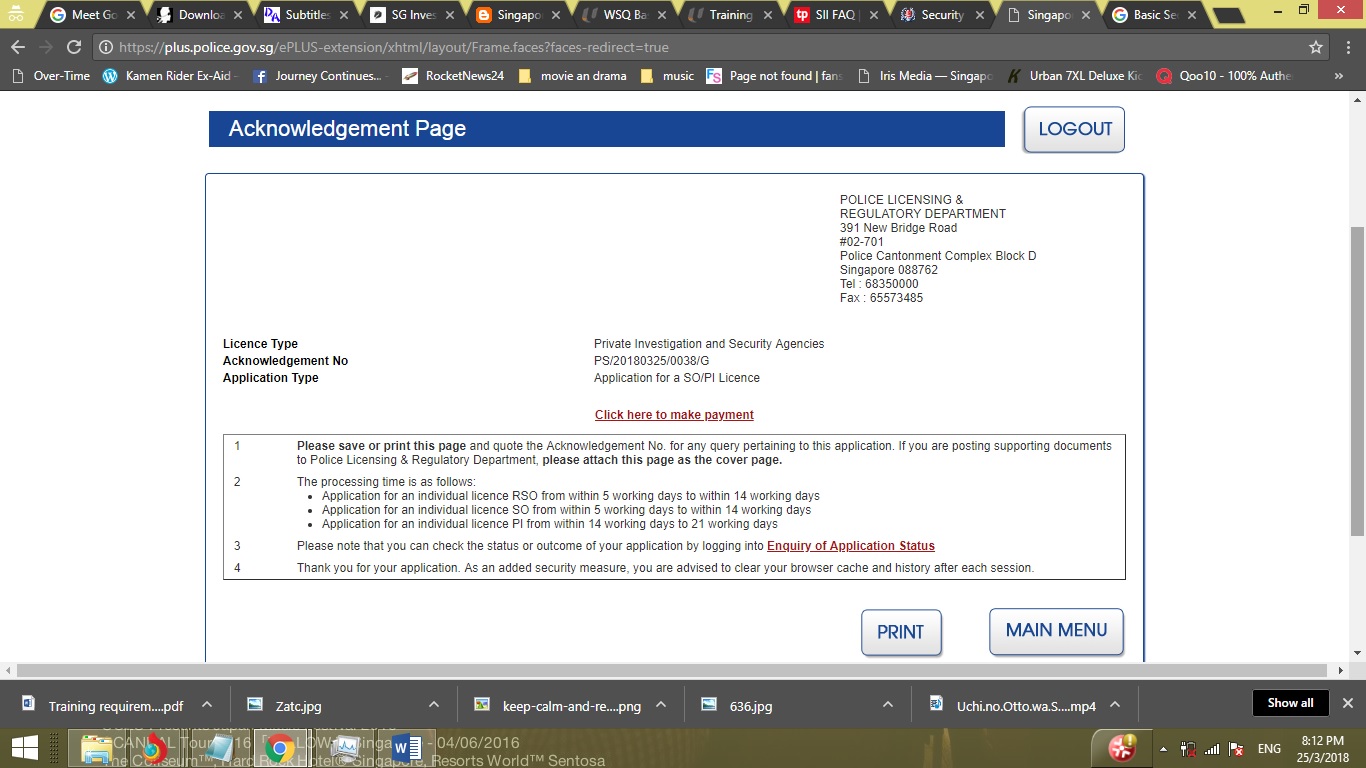 Meet Go
Downloa
Subtitles
SG Inves
Singapo
WSQ Ba
Training
SII FAQ |
Security
Singapo
Basic Se
https://plus.police.gov.sg/ePLUS-extension/xhtml/layout/Frame.faces?faces-redirect=true
Over-Time
Kamen Rider Ex-Aid -
Journey Continues...
RocketNews24
movie an drama
music
Page not found | fans
Iris Media — Singapo
Urban 7XL Deluxe Kic
Qoo10 - 100% Authe
»
Acknowledgement Page
LOGOUT
POLICE LICENSING &
REGULATORY DEPARTMENT
391 New Bridge Road
#02-701
Police Cantonment Complex Block D
Singapore 088762
Tel : 68350000
Fax : 65573485
Licence Type Private Investigation and Security Agencies
Acknowledgement No PS/20180325/0038/G
Application Type Application for a SO/PI Licence
Click here to make payment
1 Please save or print this page and quote the Acknowledgement No. for any query pertaining to this application. If you are posting supporting documents
to Police Licensing & Regulatory Department, please attach this page as the cover page.
2 The processing time is as follows:
• Application for an individual licence RSO from within 5 working days to within 14 working days
• Application for an individual licence SO from within 5 working days to within 14 working days
• Application for an individual licence PI from within 14 working days to 21 working days
3 Please note that you can check the status or outcome of your application by logging into Enquiry of Application Status
4 Thank you for your application. As an added security measure, you are advised to clear your browser cache and history after each session.
PRINT
MAIN MENU
Training requirem....pdf
Zatc.jpg
keep-calm-and-re....png
636.jpg
Uchi.no.Otto.wa.S....mp4
Show all
- 04/06/2016
Hard Rock Hotel® Singapore, Resorts World™ Sentosa
ENG
8:12 PM
25/3/2018